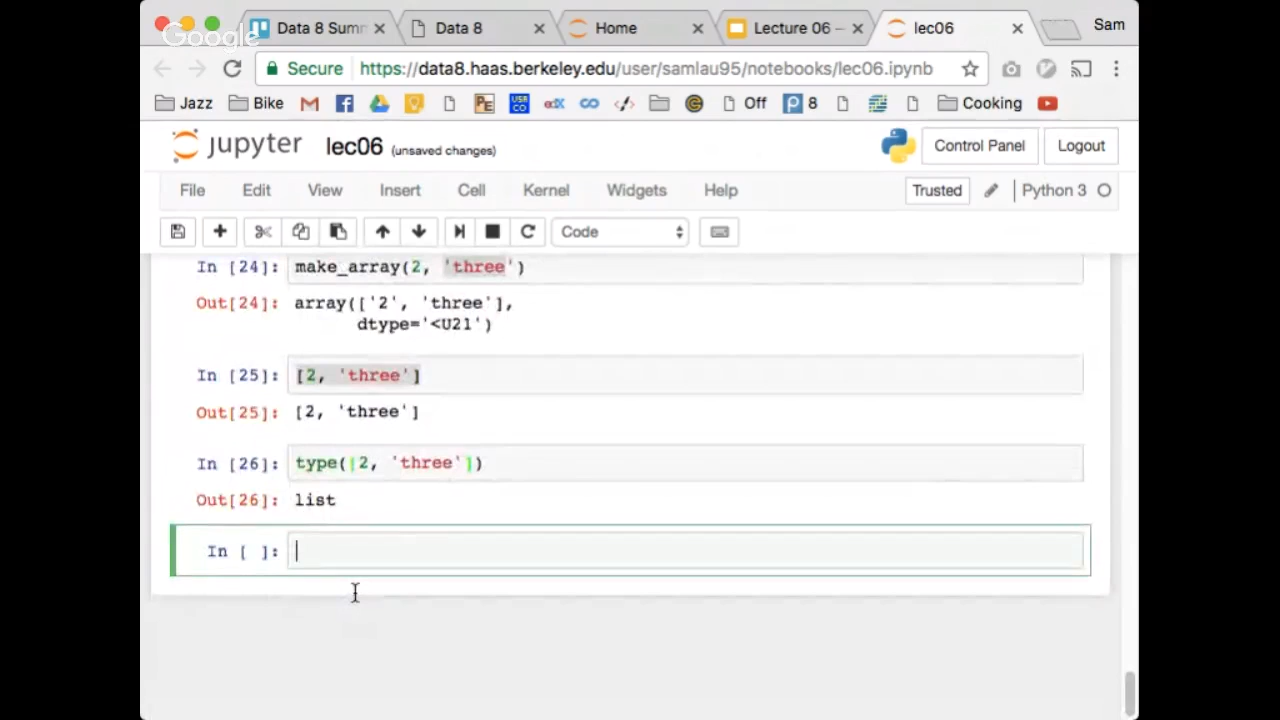 Google
Data 8 Sum
Data 8
Home
Lecture 06 –
lec06
Sam
Secure
https://data8.haas.berkeley.edu/user/samlau95/notebooks/lec06.ipynb
Jazz
Bike
Off
8
Cooking
jupyter
lec06 (unsaved changes)
Control Panel
Logout
File
Edit
View
Insert
Cell
Kernel
Widgets
Help
Trusted
Python 3
Code
In [24]: make_array(2, 'three')
Out[24]: array(['2', 'three'],
dtype='<U21')
In [25]: [2, 'three']
Out[25]: [2, 'three']
In [26]: type([2, 'three'])
Out[26]: list
In [ ]: